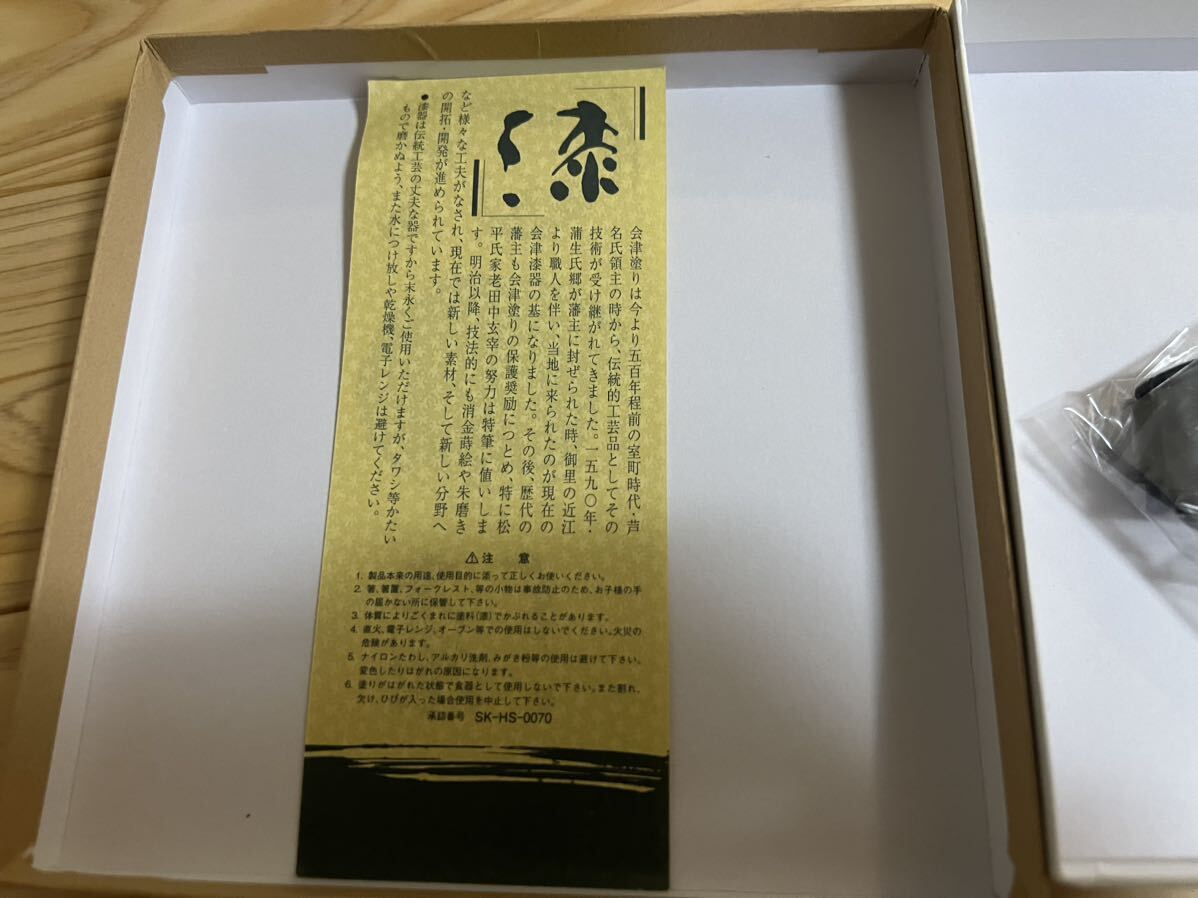 漆
会津塗りは今より五百年程前の室町時代・芦
名氏領主の時から、伝統的工芸品としてその
技術が受け継がれてきました。一五九〇年・
蒲生氏郷が藩主に封ぜられた時、御里の近江
より職人を伴い、当地に来られたのが現在の
会津漆器の基になりました。その後、歴代の
藩主も会津塗りの保護奨励につとめ、特に松
平氏家老田中玄宰の努力は特筆に値いしま
す。明治以降、技法的にも消金蒔絵や朱磨き
など様々な工夫がなされ、現在では新しい素材、そして新しい分野へ
の開拓・開発が進められています。
●漆器は伝統工芸の丈夫な器ですから末永くご使用いただけますが、タワシ等かたい
もので磨かぬよう、また水につけ放しや乾燥機、電子レンジは避けてください。
⚠注 意
1. 製品本来の用途、使用目的に添って正しくお使いください。
2. 箸、箸置、フォークレスト、等の小物は事故防止のため、お子様の手
の届かない所に保管して下さい。
3. 体質によりごくまれに塗料(漆)でかぶれることがあります。
4. 直火、電子レンジ、オーブン等での使用はしないでください。火災の
危険があります。
5. ナイロンたわし、アルカリ洗剤、みがき粉等の使用は避けて下さい。
変色したりはがれの原因になります。
6. 塗りがはがれた状態で食器として使用しないで下さい。また割れ、
欠け、ひびが入った場合使用を中止して下さい。
承認番号 SK-HS-0070